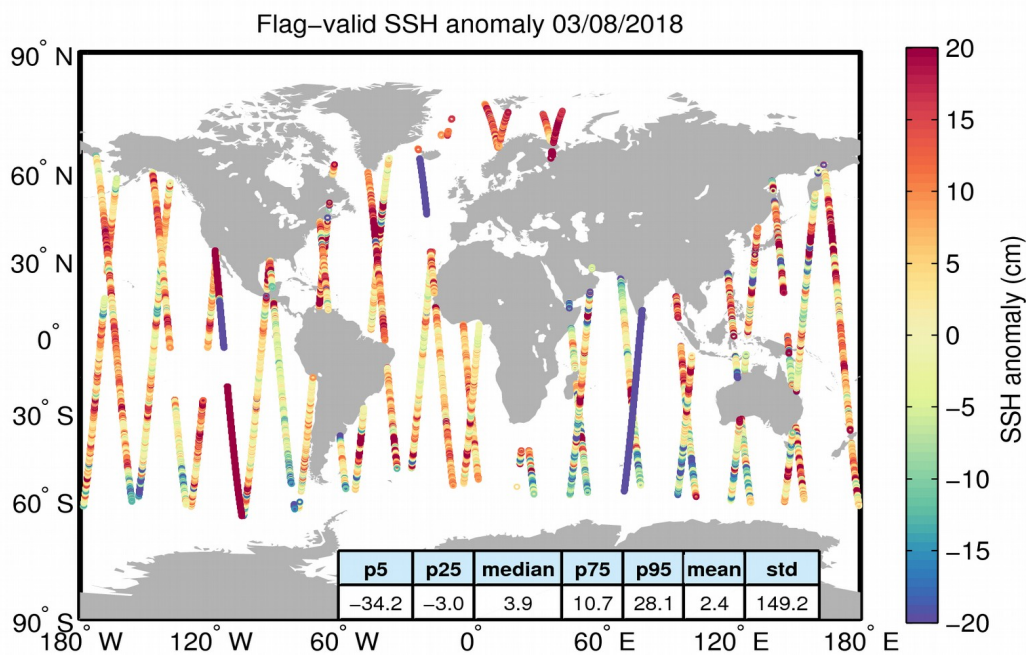 Flag−valid SSH anomaly 03/08/2018
90° N
60° N
30° N
0°
30° S
60° S
90° S
180° W
120° W
60° W
0°
60° E
120° E
180° E
p5 p25 median p75 p95 mean std
−34.2 −3.0 3.9 10.7 28.1 2.4 149.2
20
15
10
5
0
−5
−10
−15
−20
SSH anomaly (cm)